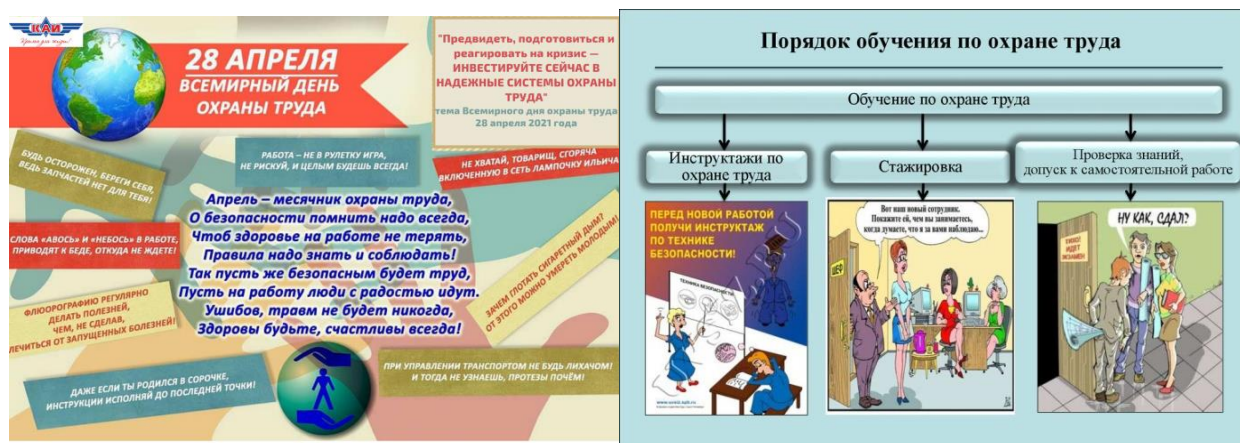 КАИ
28 АПРЕЛЯ
ВСЕМИРНЫЙ ДЕНЬ
ОХРАНЫ ТРУДА
"Предвидеть, подготовиться и
реагировать на кризис —
ИНВЕСТИРУЙТЕ СЕЙЧАС В
НАДЕЖНЫЕ СИСТЕМЫ ОХРАНЫ
ТРУДА"
тема Всемирного дня охраны труда
28 апреля 2021 года
БУДЬ ОСТОРОЖЕН, БЕРЕГИ СЕБЯ,
ВЕДЬ ЗАПЧАСТЕЙ НЕТ ДЛЯ ТЕБЯ!
РАБОТА – НЕ В РУЛЕТКУ ИГРА,
НЕ РИСКУЙ, И ЦЕЛЫМ БУДЕШЬ ВСЕГДА!
НЕ ХВАТАЙ, ТОВАРИЩ, СГОРЯЧА
ВКЛЮЧЕННУЮ В СЕТЬ ЛАМПОЧКУ ИЛЬИЧА
СЛОВА «АВОСЬ» И «НЕБОСЬ» В РАБОТЕ,
ПРИВОДЯТ К БЕДЕ, ОТКУДА НЕ ЖДЕТЕ!
Апрель – месячник охраны труда,
О безопасности помнить надо всегда,
Чтоб здоровье на работе не терять,
Правила надо знать и соблюдать!
Так пусть же безопасным будет труд,
Пусть на работу люди с радостью идут.
Ушибов, травм не будет никогда,
Здоровы будьте, счастливы всегда!
ЗАЧЕМ ГЛОТАТЬ СИГАРЕТНЫЙ ДЫМ?
ОТ ЭТОГО МОЖНО УМЕРЕТЬ МОЛОДЫМ!
ФЛЮОРОГРАФИЮ РЕГУЛЯРНО
ДЕЛАТЬ ПОЛЕЗНЕЙ,
ЧЕМ, НЕ СДЕЛАВ,
ЛЕЧИТЬСЯ ОТ ЗАПУЩЕННЫХ БОЛЕЗНЕЙ!
ДАЖЕ ЕСЛИ ТЫ РОДИЛСЯ В СОРОЧКЕ,
ИНСТРУКЦИИ ИСПОЛНЯЙ ДО ПОСЛЕДНЕЙ ТОЧКИ!
ПРИ УПРАВЛЕНИИ ТРАНСПОРТОМ НЕ БУДЬ ЛИХАЧОМ!
И ТОГДА НЕ УЗНАЕШЬ, ПРОТЕЗЫ ПОЧЁМ!
Порядок обучения по охране труда
Обучение по охране труда
Инструктажи по
охране труда
Стажировка
Проверка знаний,
допуск к самостоятельной работе
ПЕРЕД НОВОЙ РАБОТОЙ
ПОЛУЧИ ИНСТРУКТАЖ
ПО ТЕХНИКЕ
БЕЗОПАСНОСТИ!
ТЕХНИКА БЕЗОПАСНОСТИ
Вот наш новый сотрудник.
Покажите ей, чем вы занимаетесь,
когда думаете, что я за вами наблюдаю...
ШЕФ
НУ КАК, СДАЛ?
ТИХО!
ИДЕТ
ЭКЗАМЕН